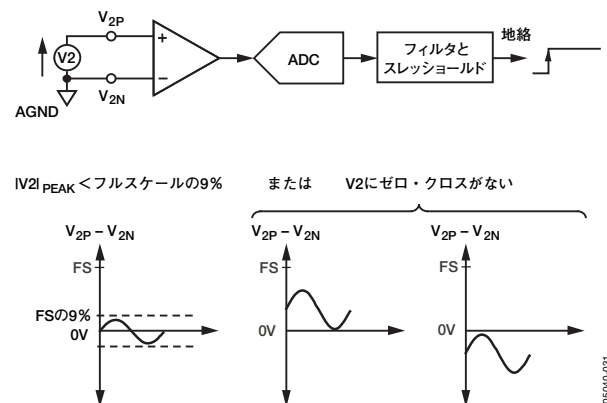 V2P
V2
+
−
V2N
AGND
ADC
フィルタと
スレッショールド
地絡
|V2| PEAK < フルスケールの9% または V2にゼロ・クロスがない
V2P – V2N
FS
FSの9%
0V
V2P – V2N
FS
0V
V2P – V2N
FS
0V
05040-031